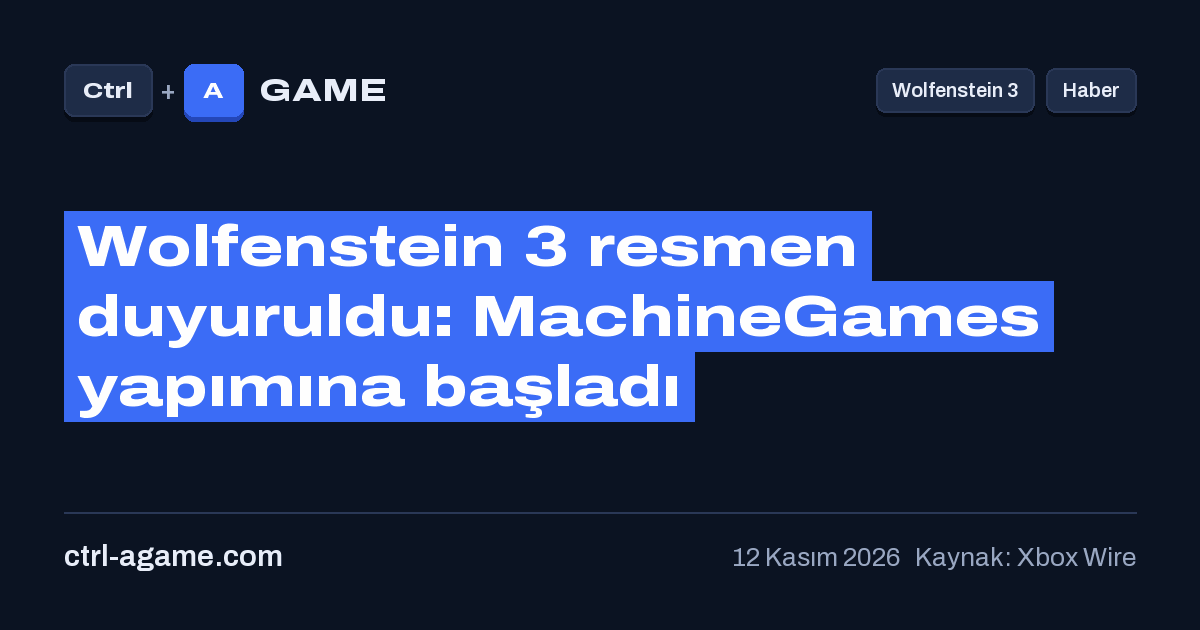 Ctrl + A GAME
Wolfenstein 3 Haber
Wolfenstein 3 resmen
duyuruldu: MachineGames
yapımına başladı
ctrl-agame.com
12 Kasım 2026 Kaynak: Xbox Wire